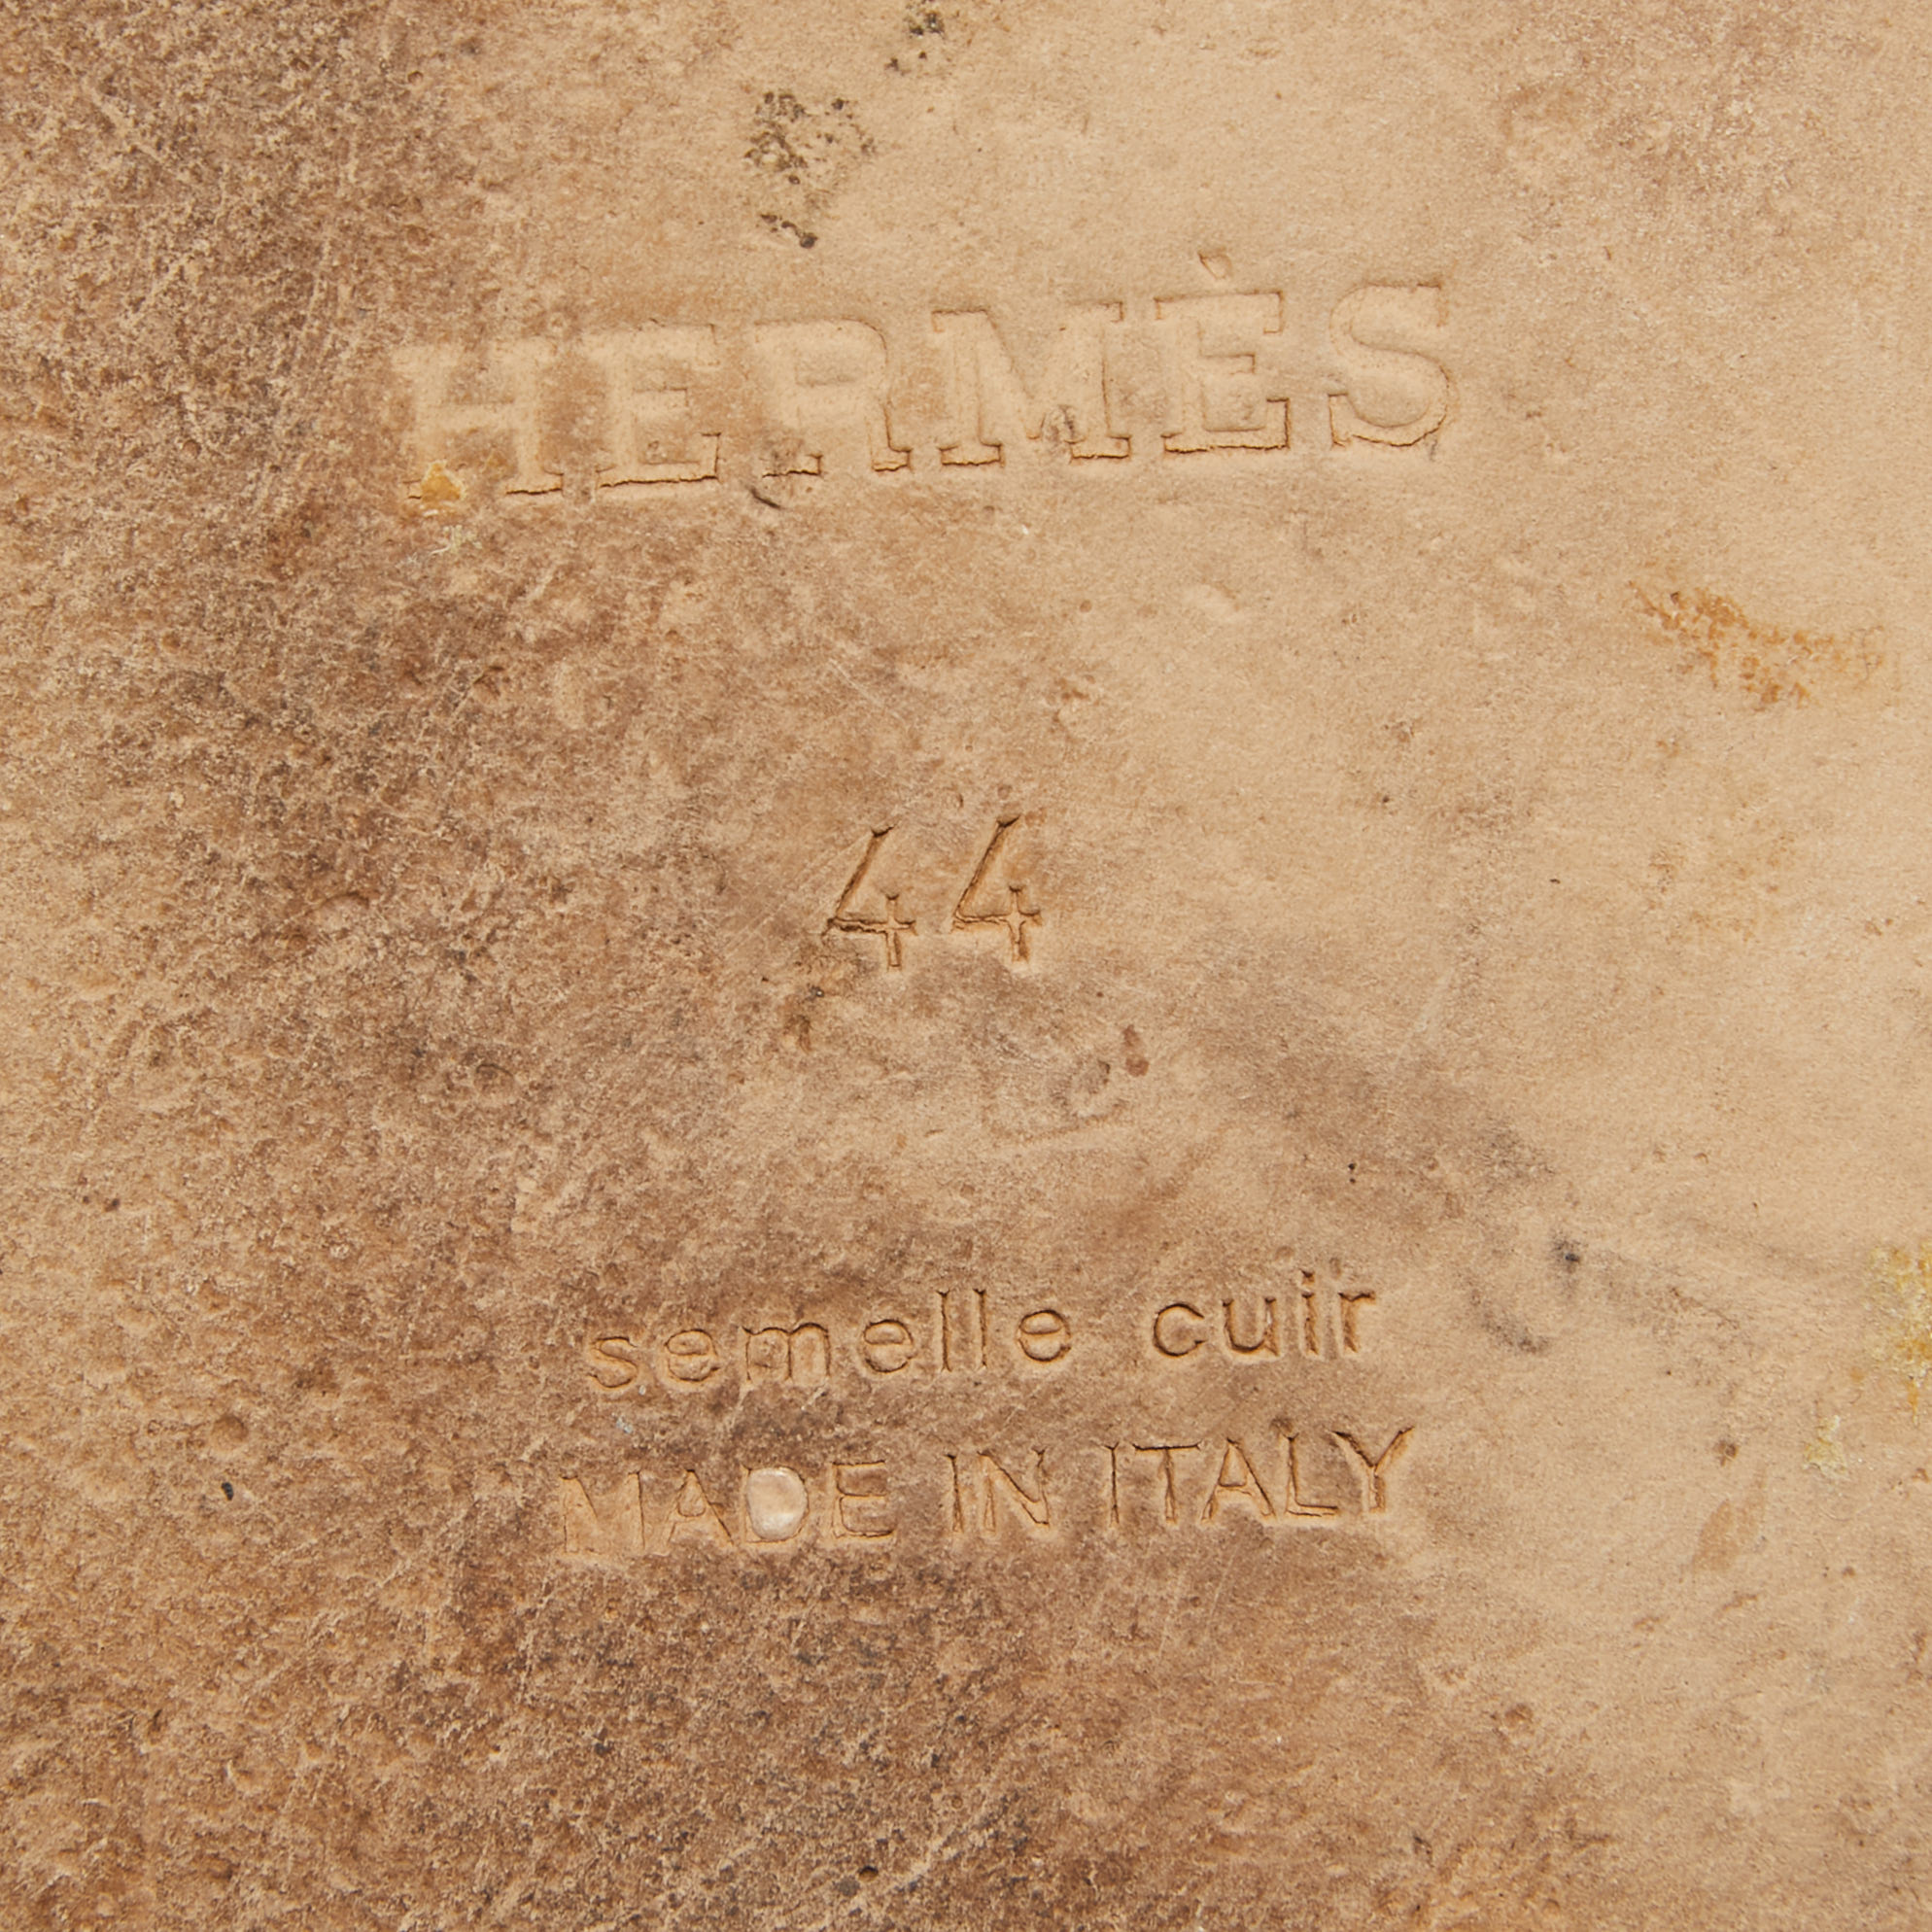 HERMÈS
44
semelle cuir
MADE IN ITALY